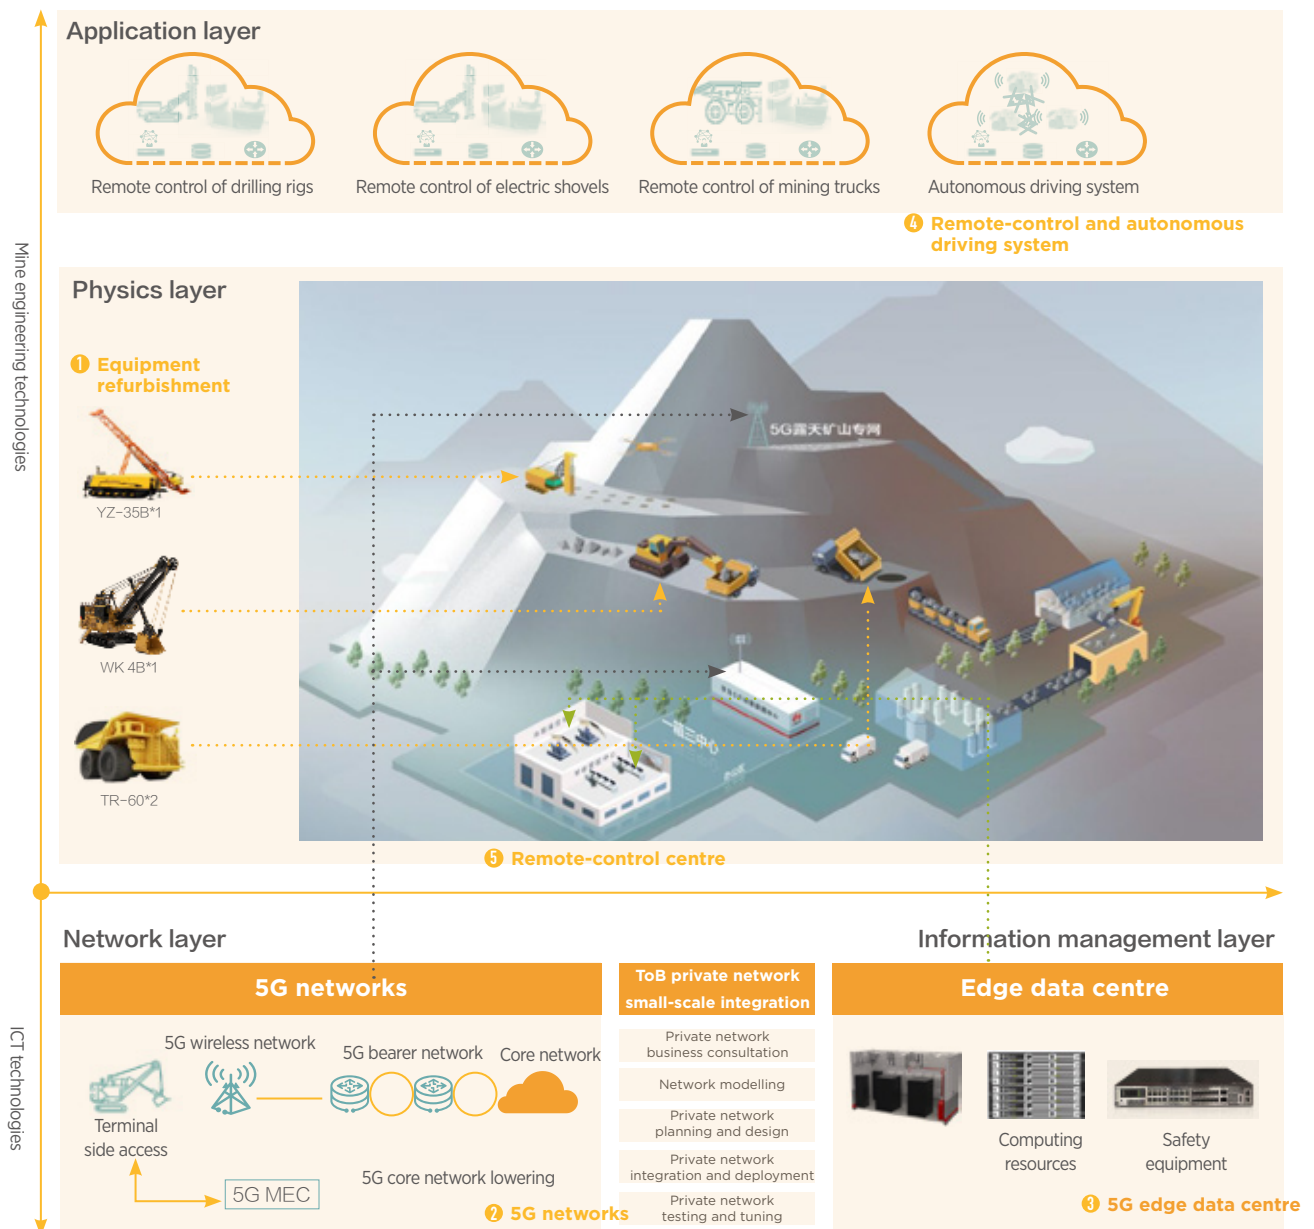 Application layer
Remote control of drilling rigs
Remote control of electric shovels
Remote control of mining trucks
Autonomous driving system
4 Remote-control and autonomous
driving system
Mine engineering technologies
Physics layer
1 Equipment
refurbishment
YZ-35B*1
WK 4B*1
TR-60*2
5G露天矿山专网
一租三中心
5 Remote-control centre
ICT technologies
Network layer
5G networks
5G wireless network
5G bearer network
Core network
Terminal
side access
5G MEC
5G core network lowering
2 5G networks
ToB private network
small-scale integration
Private network
business consultation
Network modelling
Private network
planning and design
Private network
integration and deployment
Private network
testing and tuning
Information management layer
Edge data centre
Computing
resources
Safety
equipment
3 5G edge data centre